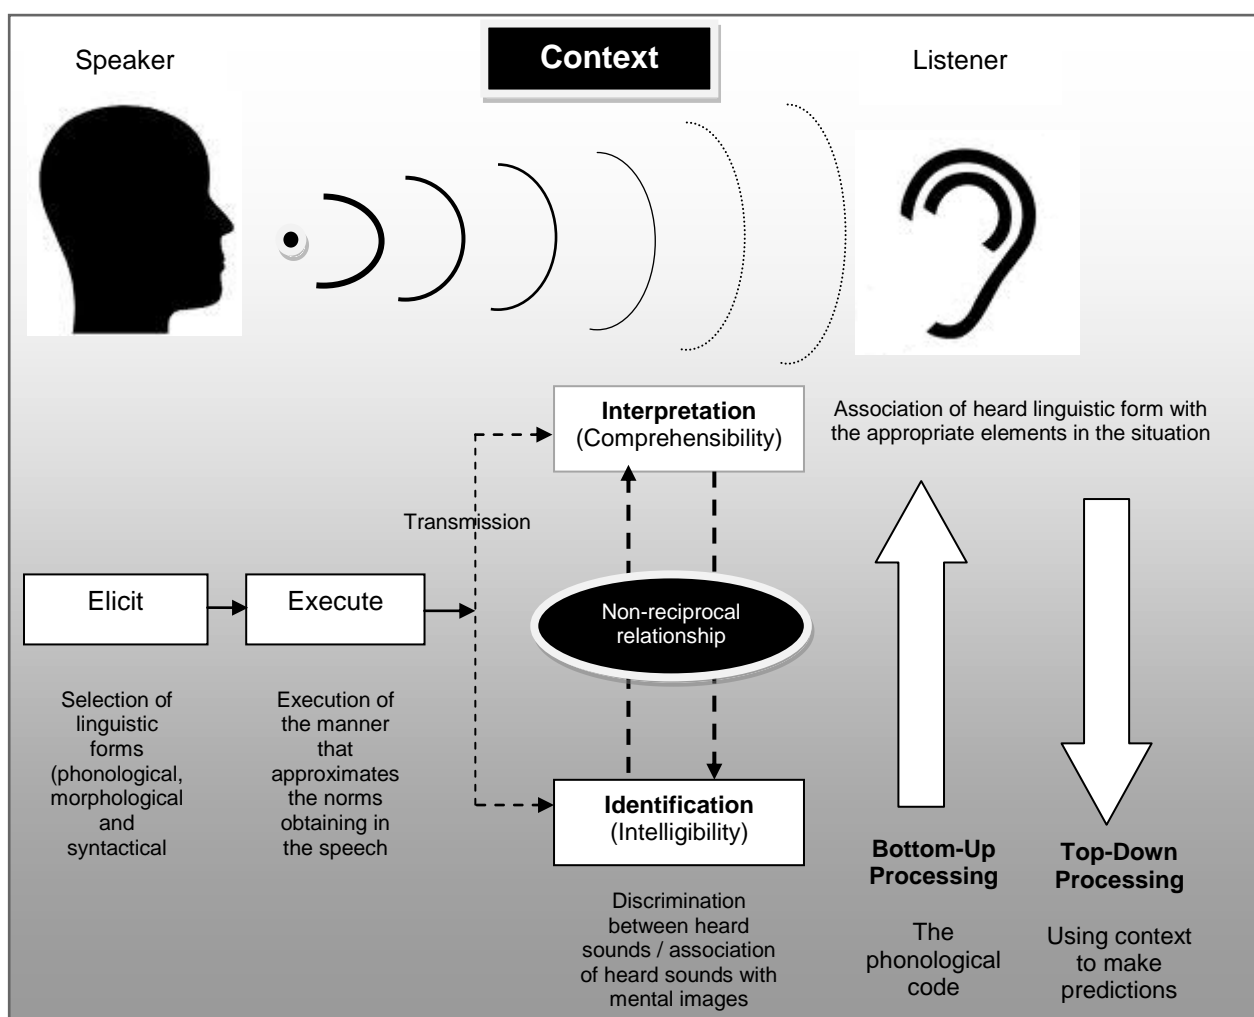 Speaker
Context
Listener
Interpretation
(Comprehensibility)
Association of heard linguistic form with
the appropriate elements in the situation
Transmission
Elicit
Execute
Non-reciprocal
relationship
Selection of
linguistic
forms
(phonological,
morphological
and
syntactical
Execution of
the manner
that
approximates
the norms
obtaining in
the speech
Identification
(Intelligibility)
Discrimination
between heard
sounds / association
of heard sounds with
mental images
Bottom-Up
Processing
The
phonological
code
Top-Down
Processing
Using context
to make
predictions